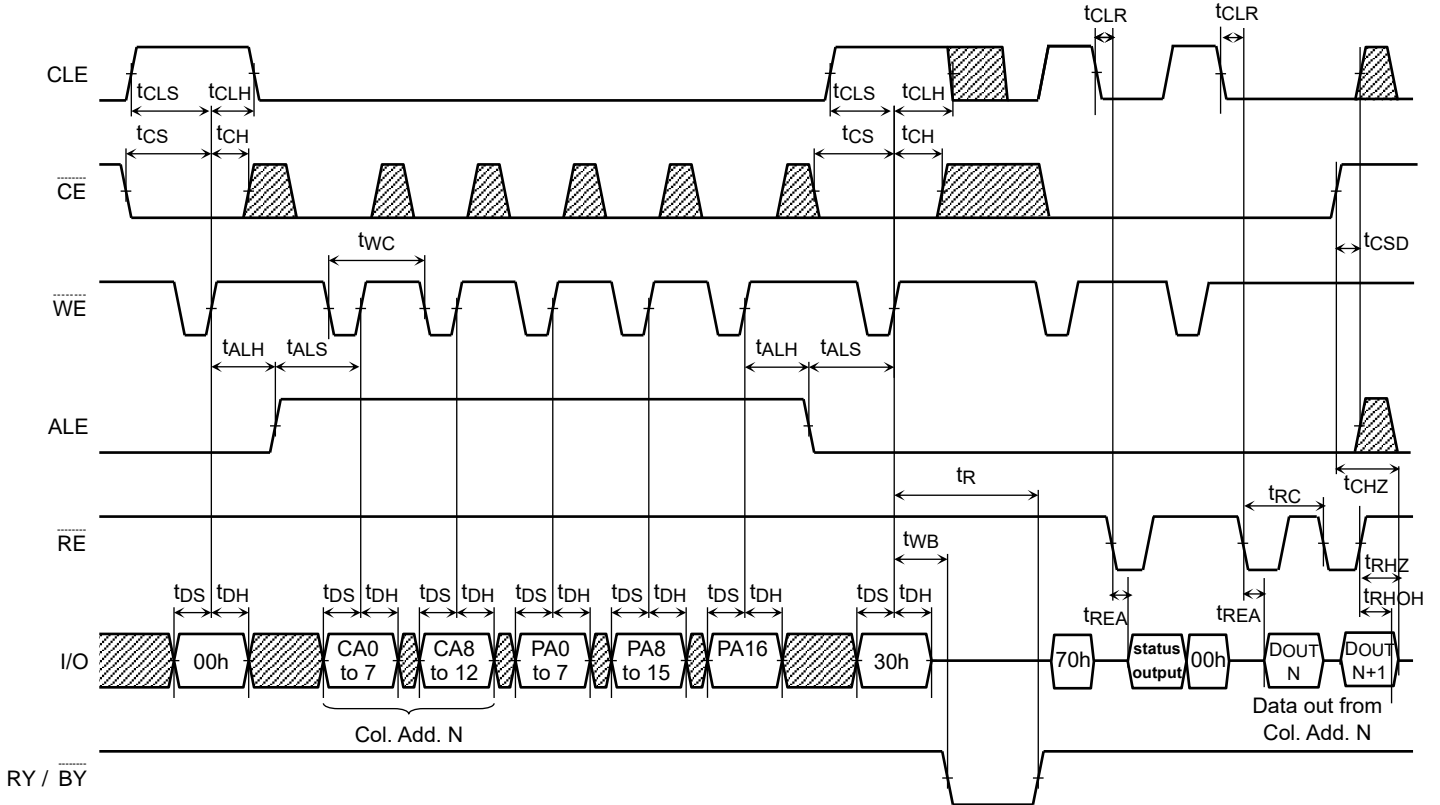 tCLR tCLR
CLE
tCLS tCLH tCLS tCLH
tCS tCH tCS tCH
CE
tWC
tCSD
WE
tALH tALS tALH tALS
ALE
tR
tCHZ
tRC
RE
tWB
tRHZ
tDS tDH tDS tDH tDS tDH tDS tDH tDS tDH tDS tDH tDS tDH
tRHOH
tREA tREA
I/O
00h
CA0
to 7
CA8
to 12
PA0
to 7
PA8
to 15
PA16
30h
70h
status
output
00h
DOUT
N
DOUT
N+1
Col. Add. N
Data out from
Col. Add. N
RY / BY